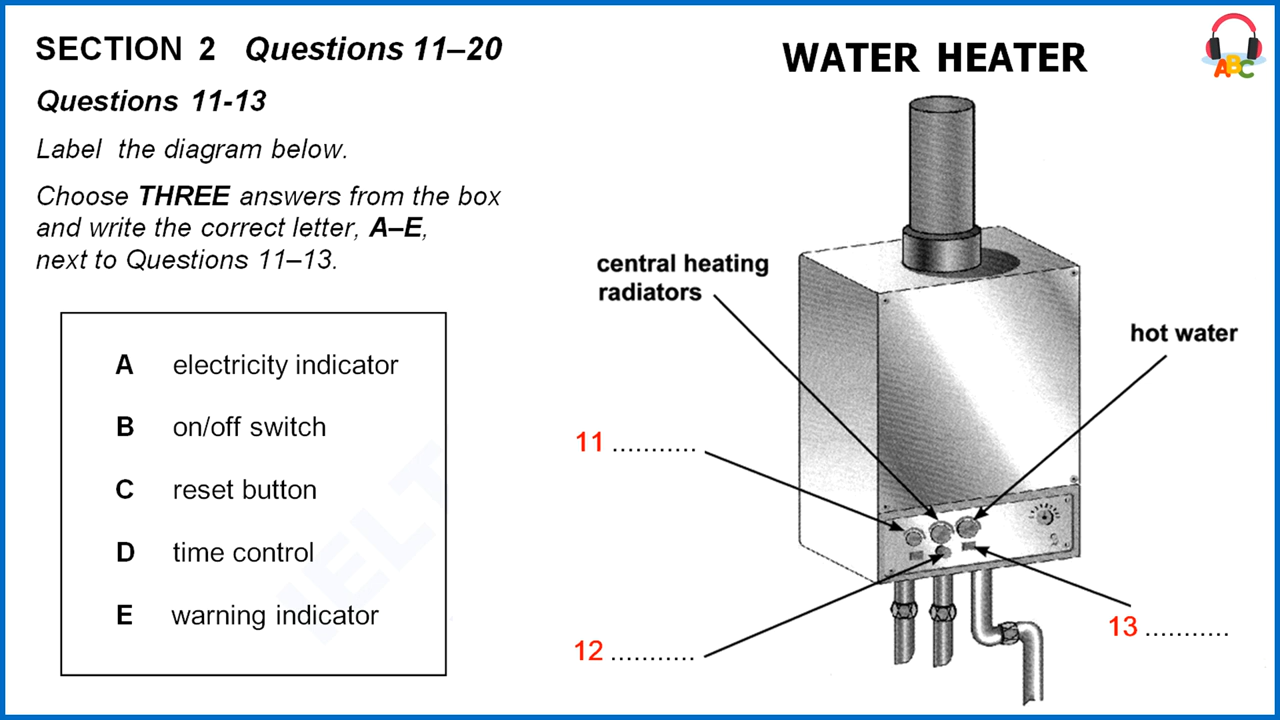 SECTION 2 Questions 11–20
Questions 11-13
Label the diagram below.
Choose THREE answers from the box
and write the correct letter, A–E,
next to Questions 11–13.
A electricity indicator
B on/off switch
C reset button
D time control
E warning indicator
IELT
WATER HEATER
ABC
central heating
radiators
hot water
11 ...........
12 ...........
13 ...........